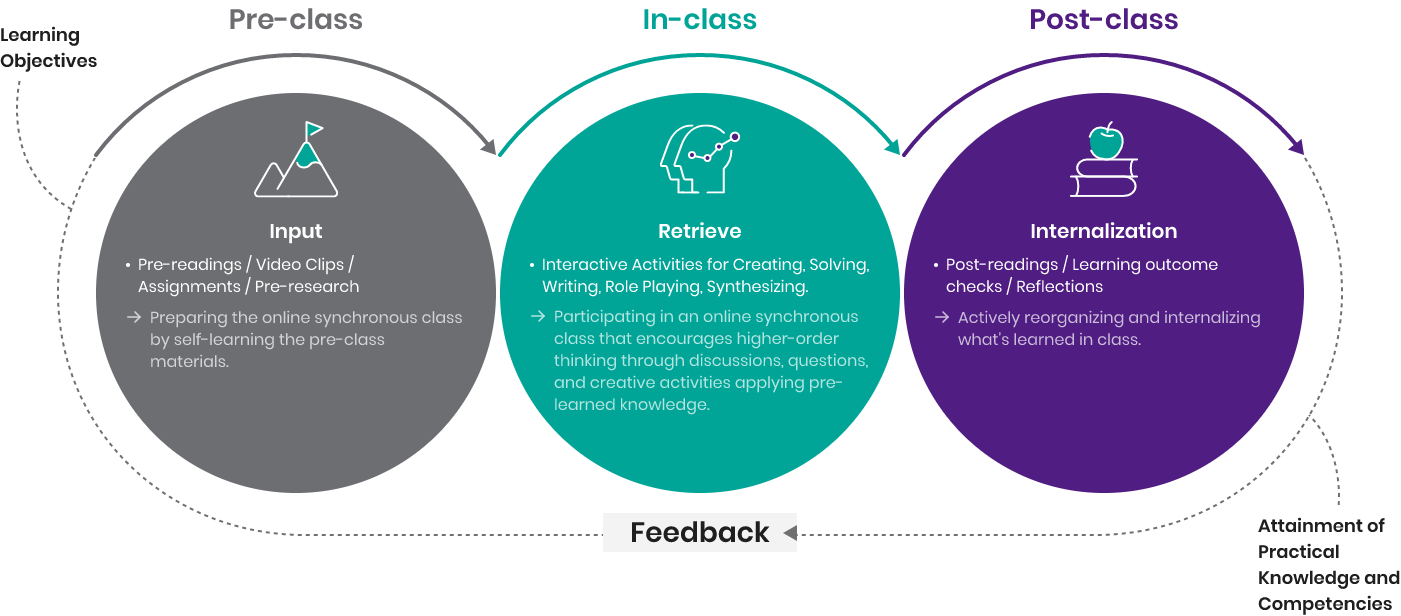 Pre-class
In-class
Post-class
Learning
Objectives
Input
• Pre-readings / Video Clips /
Assignments / Pre-research
→ Preparing the online synchronous class
by self-learning the pre-class
materials.
Retrieve
• Interactive Activities for Creating, Solving,
Writing, Role Playing, Synthesizing.
→ Participating in an online synchronous
class that encourages higher-order
thinking through discussions, questions,
and creative activities applying pre-
learned knowledge.
Internalization
• Post-readings / Learning outcome
checks / Reflections
→ Actively reorganizing and internalizing
what's learned in class.
Feedback
Attainment of
Practical
Knowledge and
Competencies